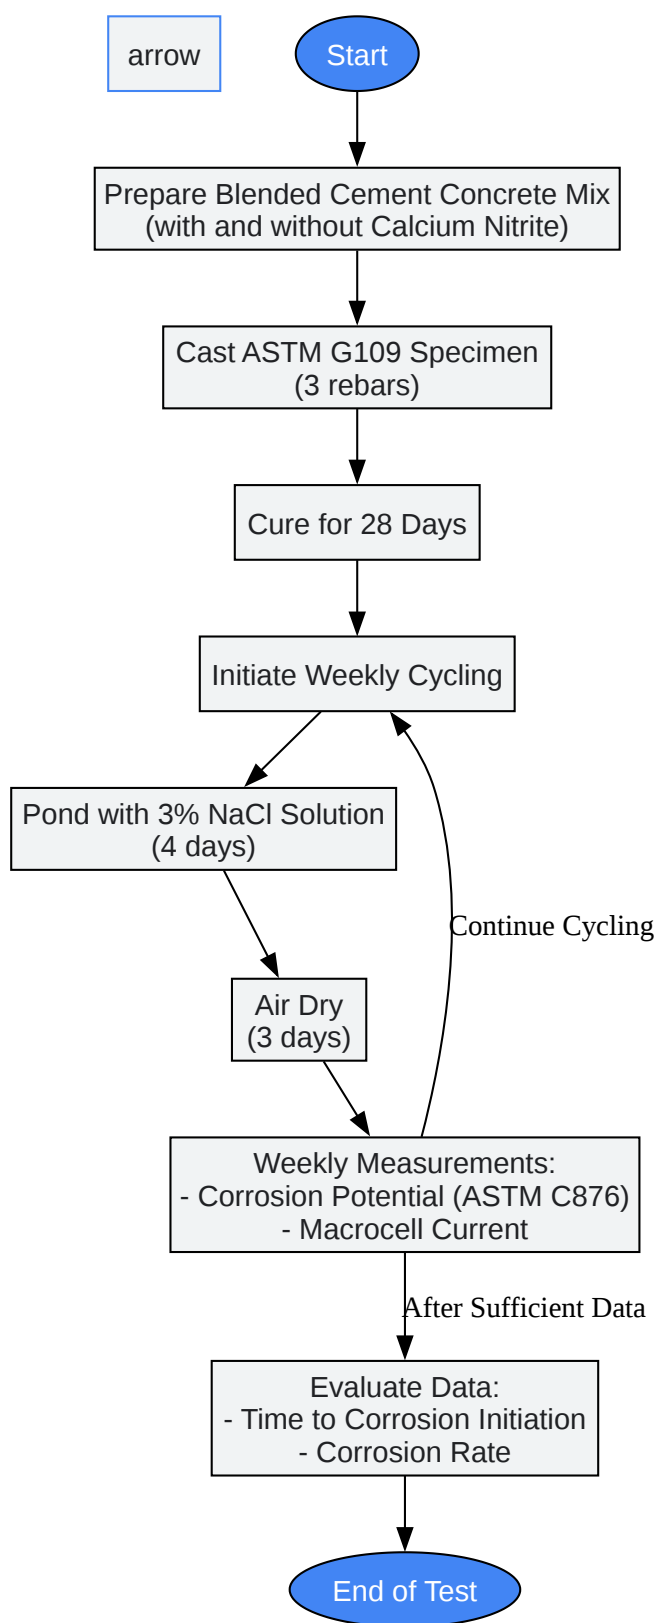 arrow
Start
Prepare Blended Cement Concrete Mix
(with and without Calcium Nitrite)
Cast ASTM G109 Specimen
(3 rebars)
Cure for 28 Days
Initiate Weekly Cycling
Pond with 3% NaCl Solution
(4 days)
Continue Cycling
Air Dry
(3 days)
Weekly Measurements:
- Corrosion Potential (ASTM C876)
- Macrocell Current
After Sufficient Data
Evaluate Data:
- Time to Corrosion Initiation
- Corrosion Rate
End of Test